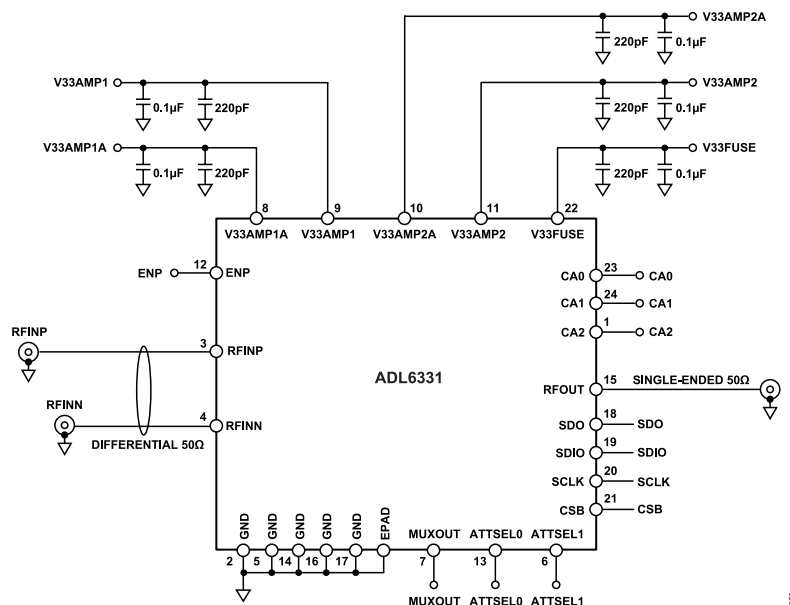 V33AMP2A
220pF 0.1µF
V33AMP1 V33AMP2
0.1µF 220pF 220pF 0.1µF
V33AMP1A V33FUSE
0.1µF 220pF 220pF 0.1µF
8 9 10 11 22
V33AMP1A V33AMP1 V33AMP2A V33AMP2 V33FUSE
ENP 12 ENP
CA0 23 CA0
CA1 24 CA1
CA2 1 CA2
RFINP 3 RFINP
ADL6331
RFOUT 15 SINGLE-ENDED 50Ω
RFINN 4 RFINN
DIFFERENTIAL 50Ω
SDO 18 SDO
SDIO 19 SDIO
SCLK 20 SCLK
CSB 21 CSB
GND GND GND GND GND EPAD
MUXOUT ATTSEL0 ATTSEL1
2 5 14 16 17 7 13 6
MUXOUT ATTSEL0 ATTSEL1